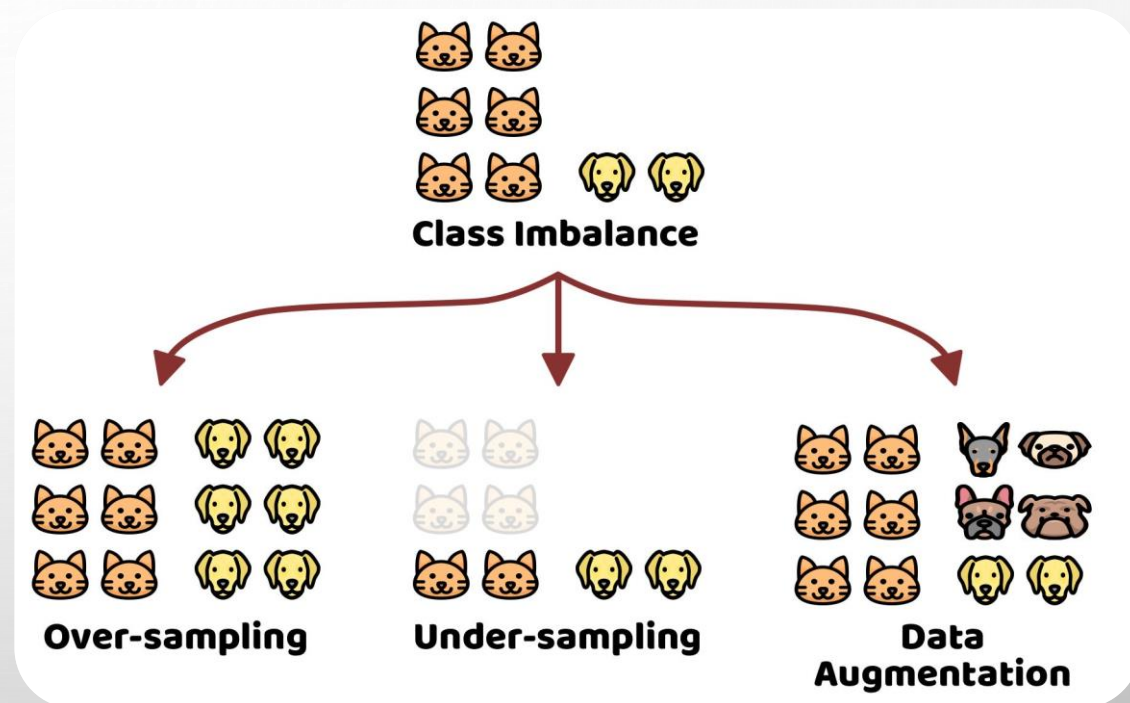 Class Imbalance
Over-sampling
Under-sampling
Data
Augmentation